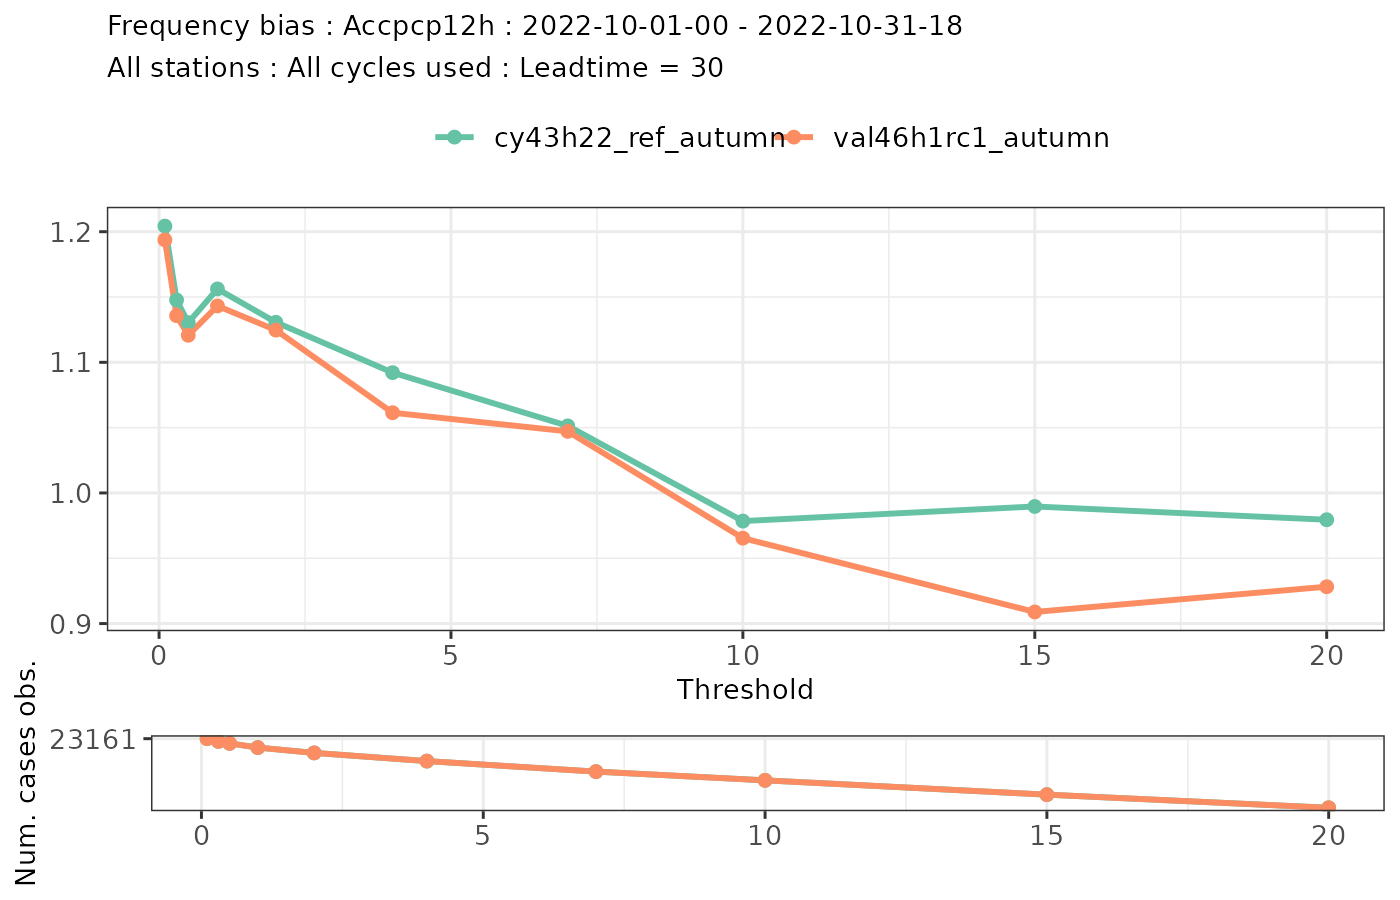 Frequency bias : Accpcp12h : 2022-10-01-00 - 2022-10-31-18
All stations : All cycles used : Leadtime = 30
cy43h22_ref_autumn val46h1rc1_autumn
1.2
1.1
1.0
0.9
0 5 10 15 20
Threshold
Num. cases obs.
23161
0 5 10 15 20